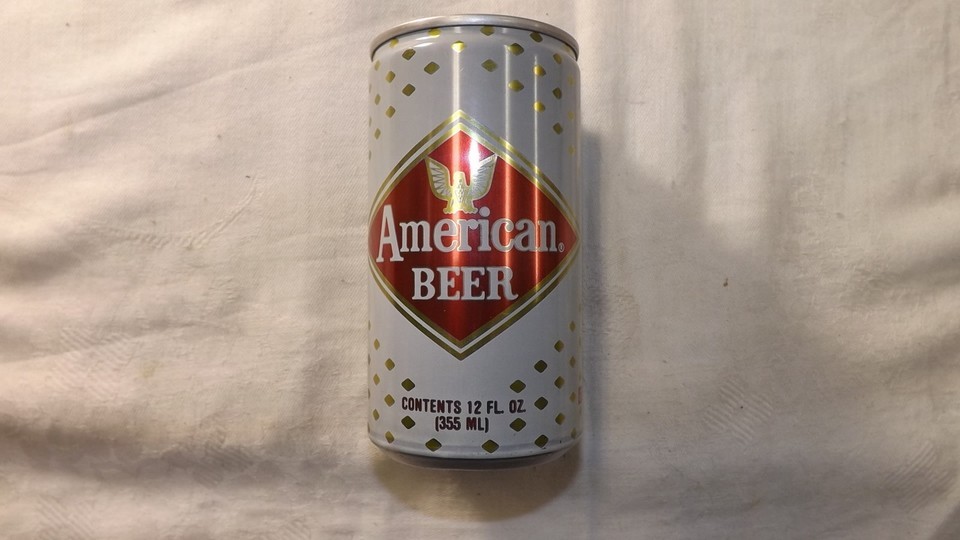 American®
BEER
CONTENTS 12 FL. OZ.
(355 ML)